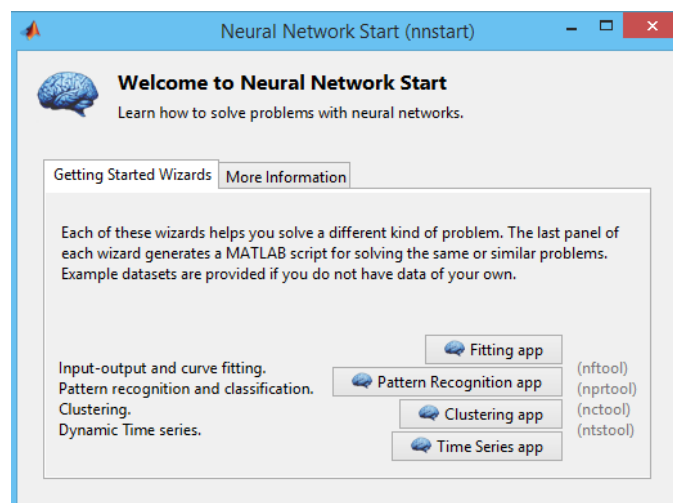 Neural Network Start (nnstart)
Welcome to Neural Network Start
Learn how to solve problems with neural networks.
Getting Started Wizards
More Information
Each of these wizards helps you solve a different kind of problem. The last panel of
each wizard generates a MATLAB script for solving the same or similar problems.
Example datasets are provided if you do not have data of your own.
Input-output and curve fitting.
Fitting app
(nftool)
Pattern recognition and classification.
Pattern Recognition app
(nprtool)
Clustering.
Clustering app
(nctool)
Dynamic Time series.
Time Series app
(ntstool)